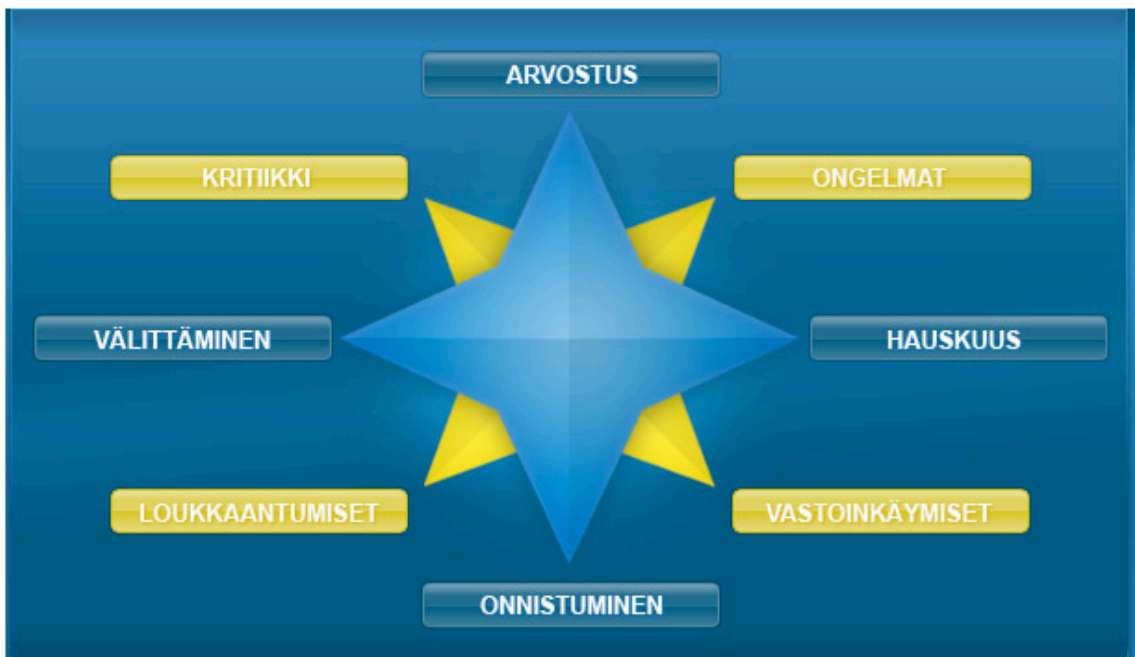 ARVOSTUS
KRITIIKKI
ONGELMAT
VÄLITTÄMINEN
HAUSKUUS
LOUKKAANTUMISET
VASTOINKÄYMISET
ONNISTUMINEN